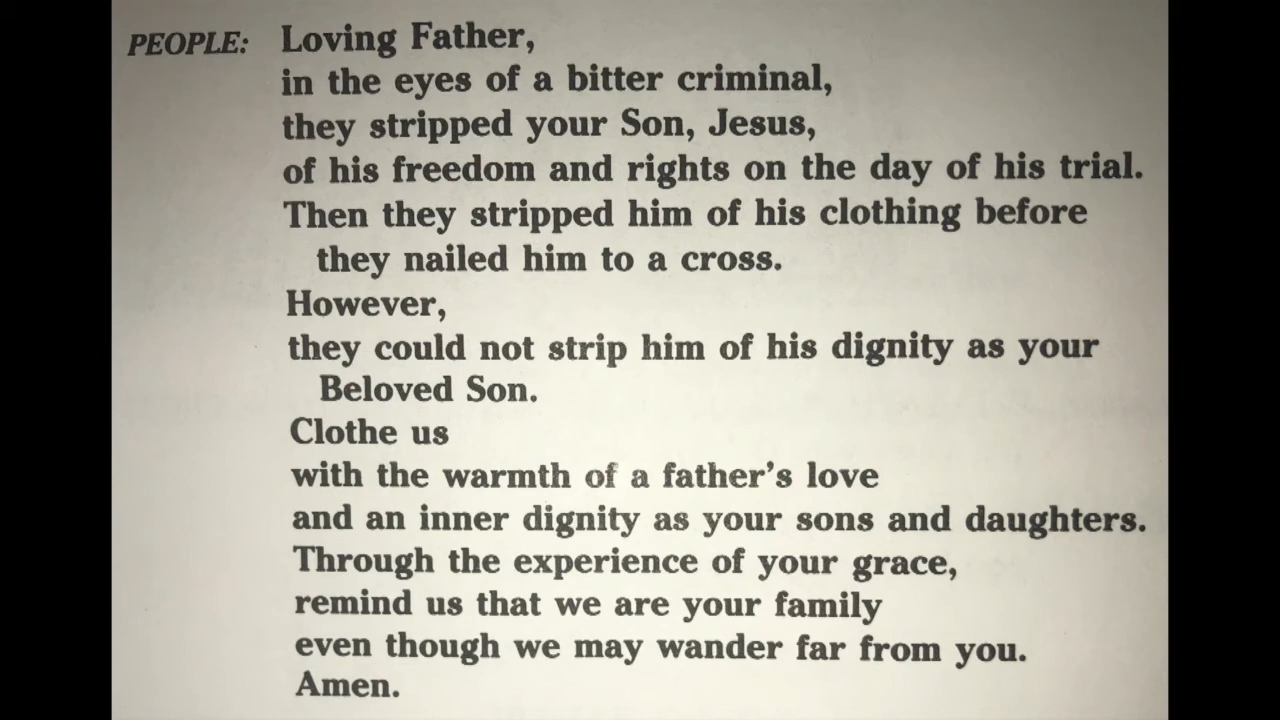 PEOPLE: Loving Father,
in the eyes of a bitter criminal,
they stripped your Son, Jesus,
of his freedom and rights on the day of his trial.
Then they stripped him of his clothing before
they nailed him to a cross.
However,
they could not strip him of his dignity as your
Beloved Son.
Clothe us
with the warmth of a father’s love
and an inner dignity as your sons and daughters.
Through the experience of your grace,
remind us that we are your family
even though we may wander far from you.
Amen.